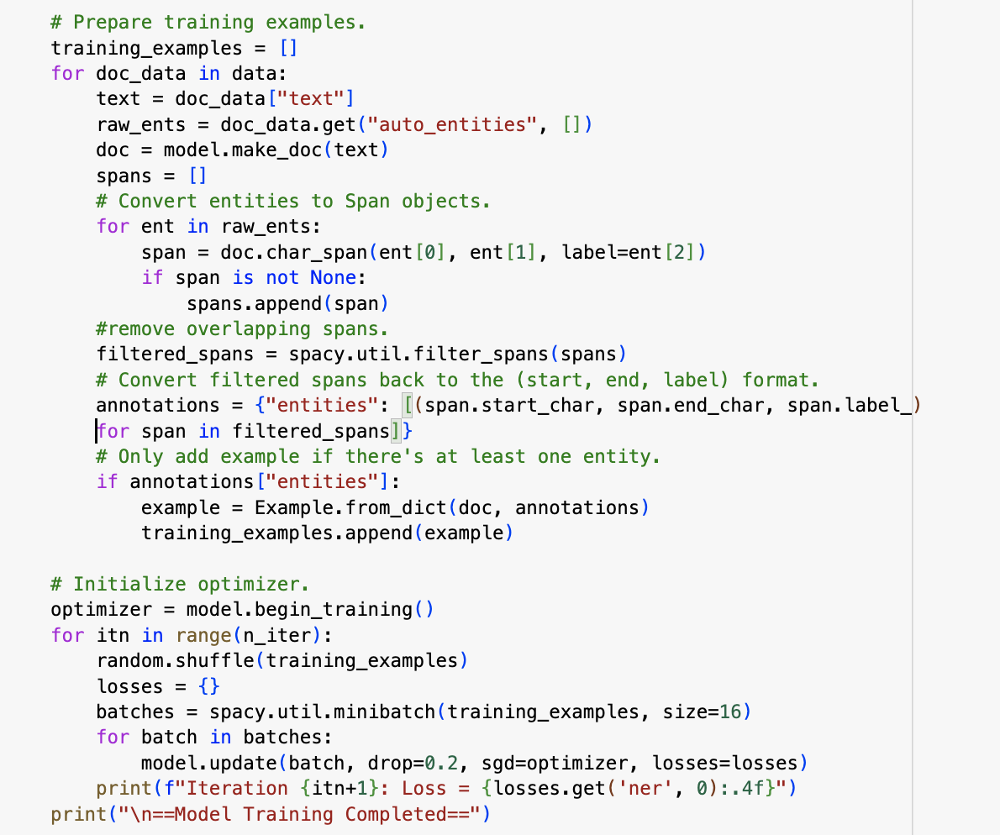 # Prepare training examples.
training_examples = []
for doc_data in data:
    text = doc_data["text"]
    raw_ents = doc_data.get("auto_entities", [])
    doc = model.make_doc(text)
    spans = []
    # Convert entities to Span objects.
    for ent in raw_ents:
        span = doc.char_span(ent[0], ent[1], label=ent[2])
        if span is not None:
            spans.append(span)
    #remove overlapping spans.
    filtered_spans = spacy.util.filter_spans(spans)
    # Convert filtered spans back to the (start, end, label) format.
    annotations = {"entities": [(span.start_char, span.end_char, span.label_)
    for span in filtered_spans]}
    # Only add example if there's at least one entity.
    if annotations["entities"]:
        example = Example.from_dict(doc, annotations)
        training_examples.append(example)

# Initialize optimizer.
optimizer = model.begin_training()
for itn in range(n_iter):
    random.shuffle(training_examples)
    losses = {}
    batches = spacy.util.minibatch(training_examples, size=16)
    for batch in batches:
        model.update(batch, drop=0.2, sgd=optimizer, losses=losses)
    print(f"Iteration {itn+1}: Loss = {losses.get('ner', 0):.4f}")
print("\n==Model Training Completed==")